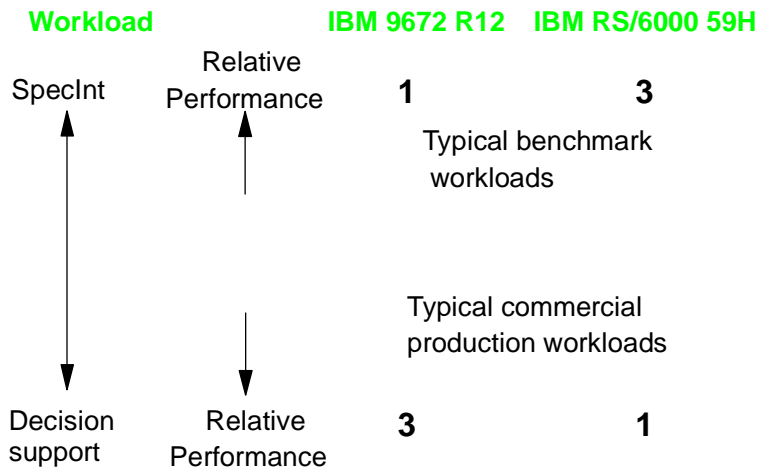 Workload IBM 9672 R12 IBM RS/6000 59H
SpecInt Relative Performance 1 3
Typical benchmark
workloads
Typical commercial
production workloads
Decision support Relative Performance 3 1